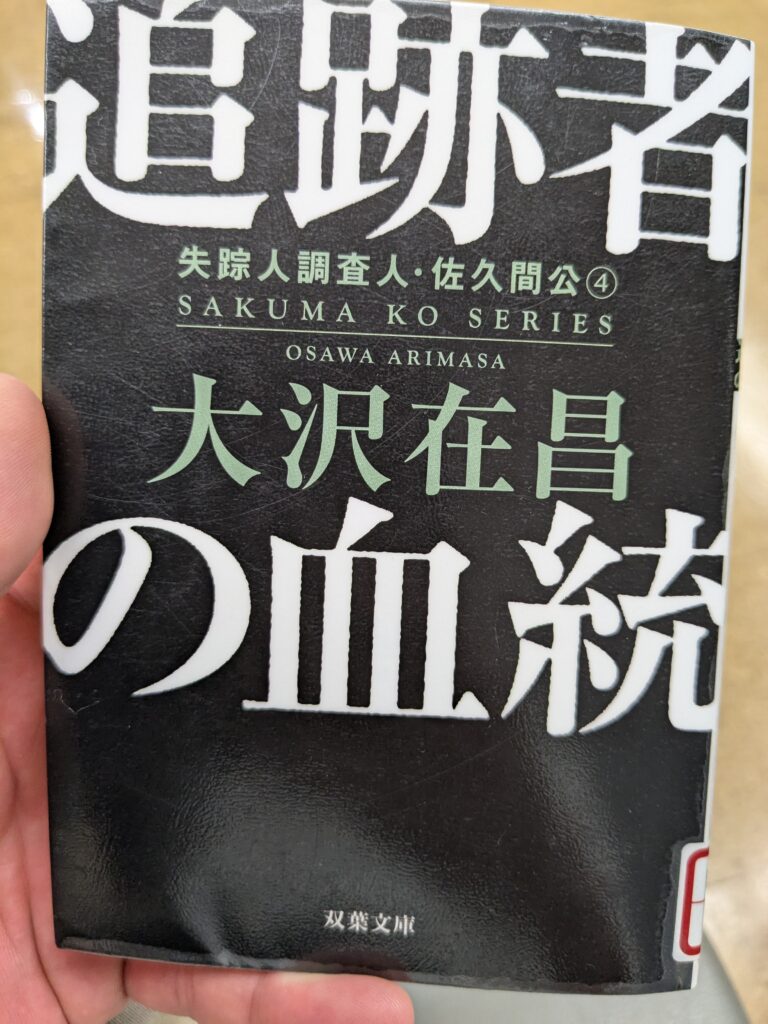 追跡者
失踪人調査人・佐久間公④
SAKUMA KO SERIES
OSAWA ARIMASA
大沢在昌
の血統
双葉文庫